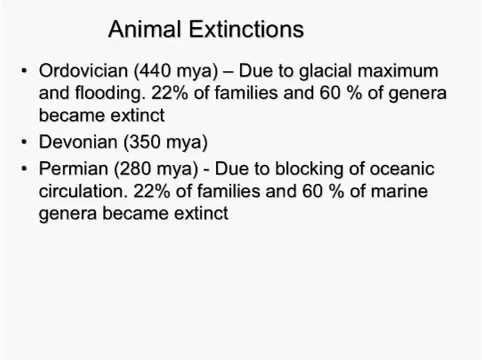 Animal Extinctions
• Ordovician (440 mya) – Due to glacial maximum
and flooding. 22% of families and 60 % of genera
became extinct
• Devonian (350 mya)
• Permian (280 mya) - Due to blocking of oceanic
circulation. 22% of families and 60 % of marine
genera became extinct